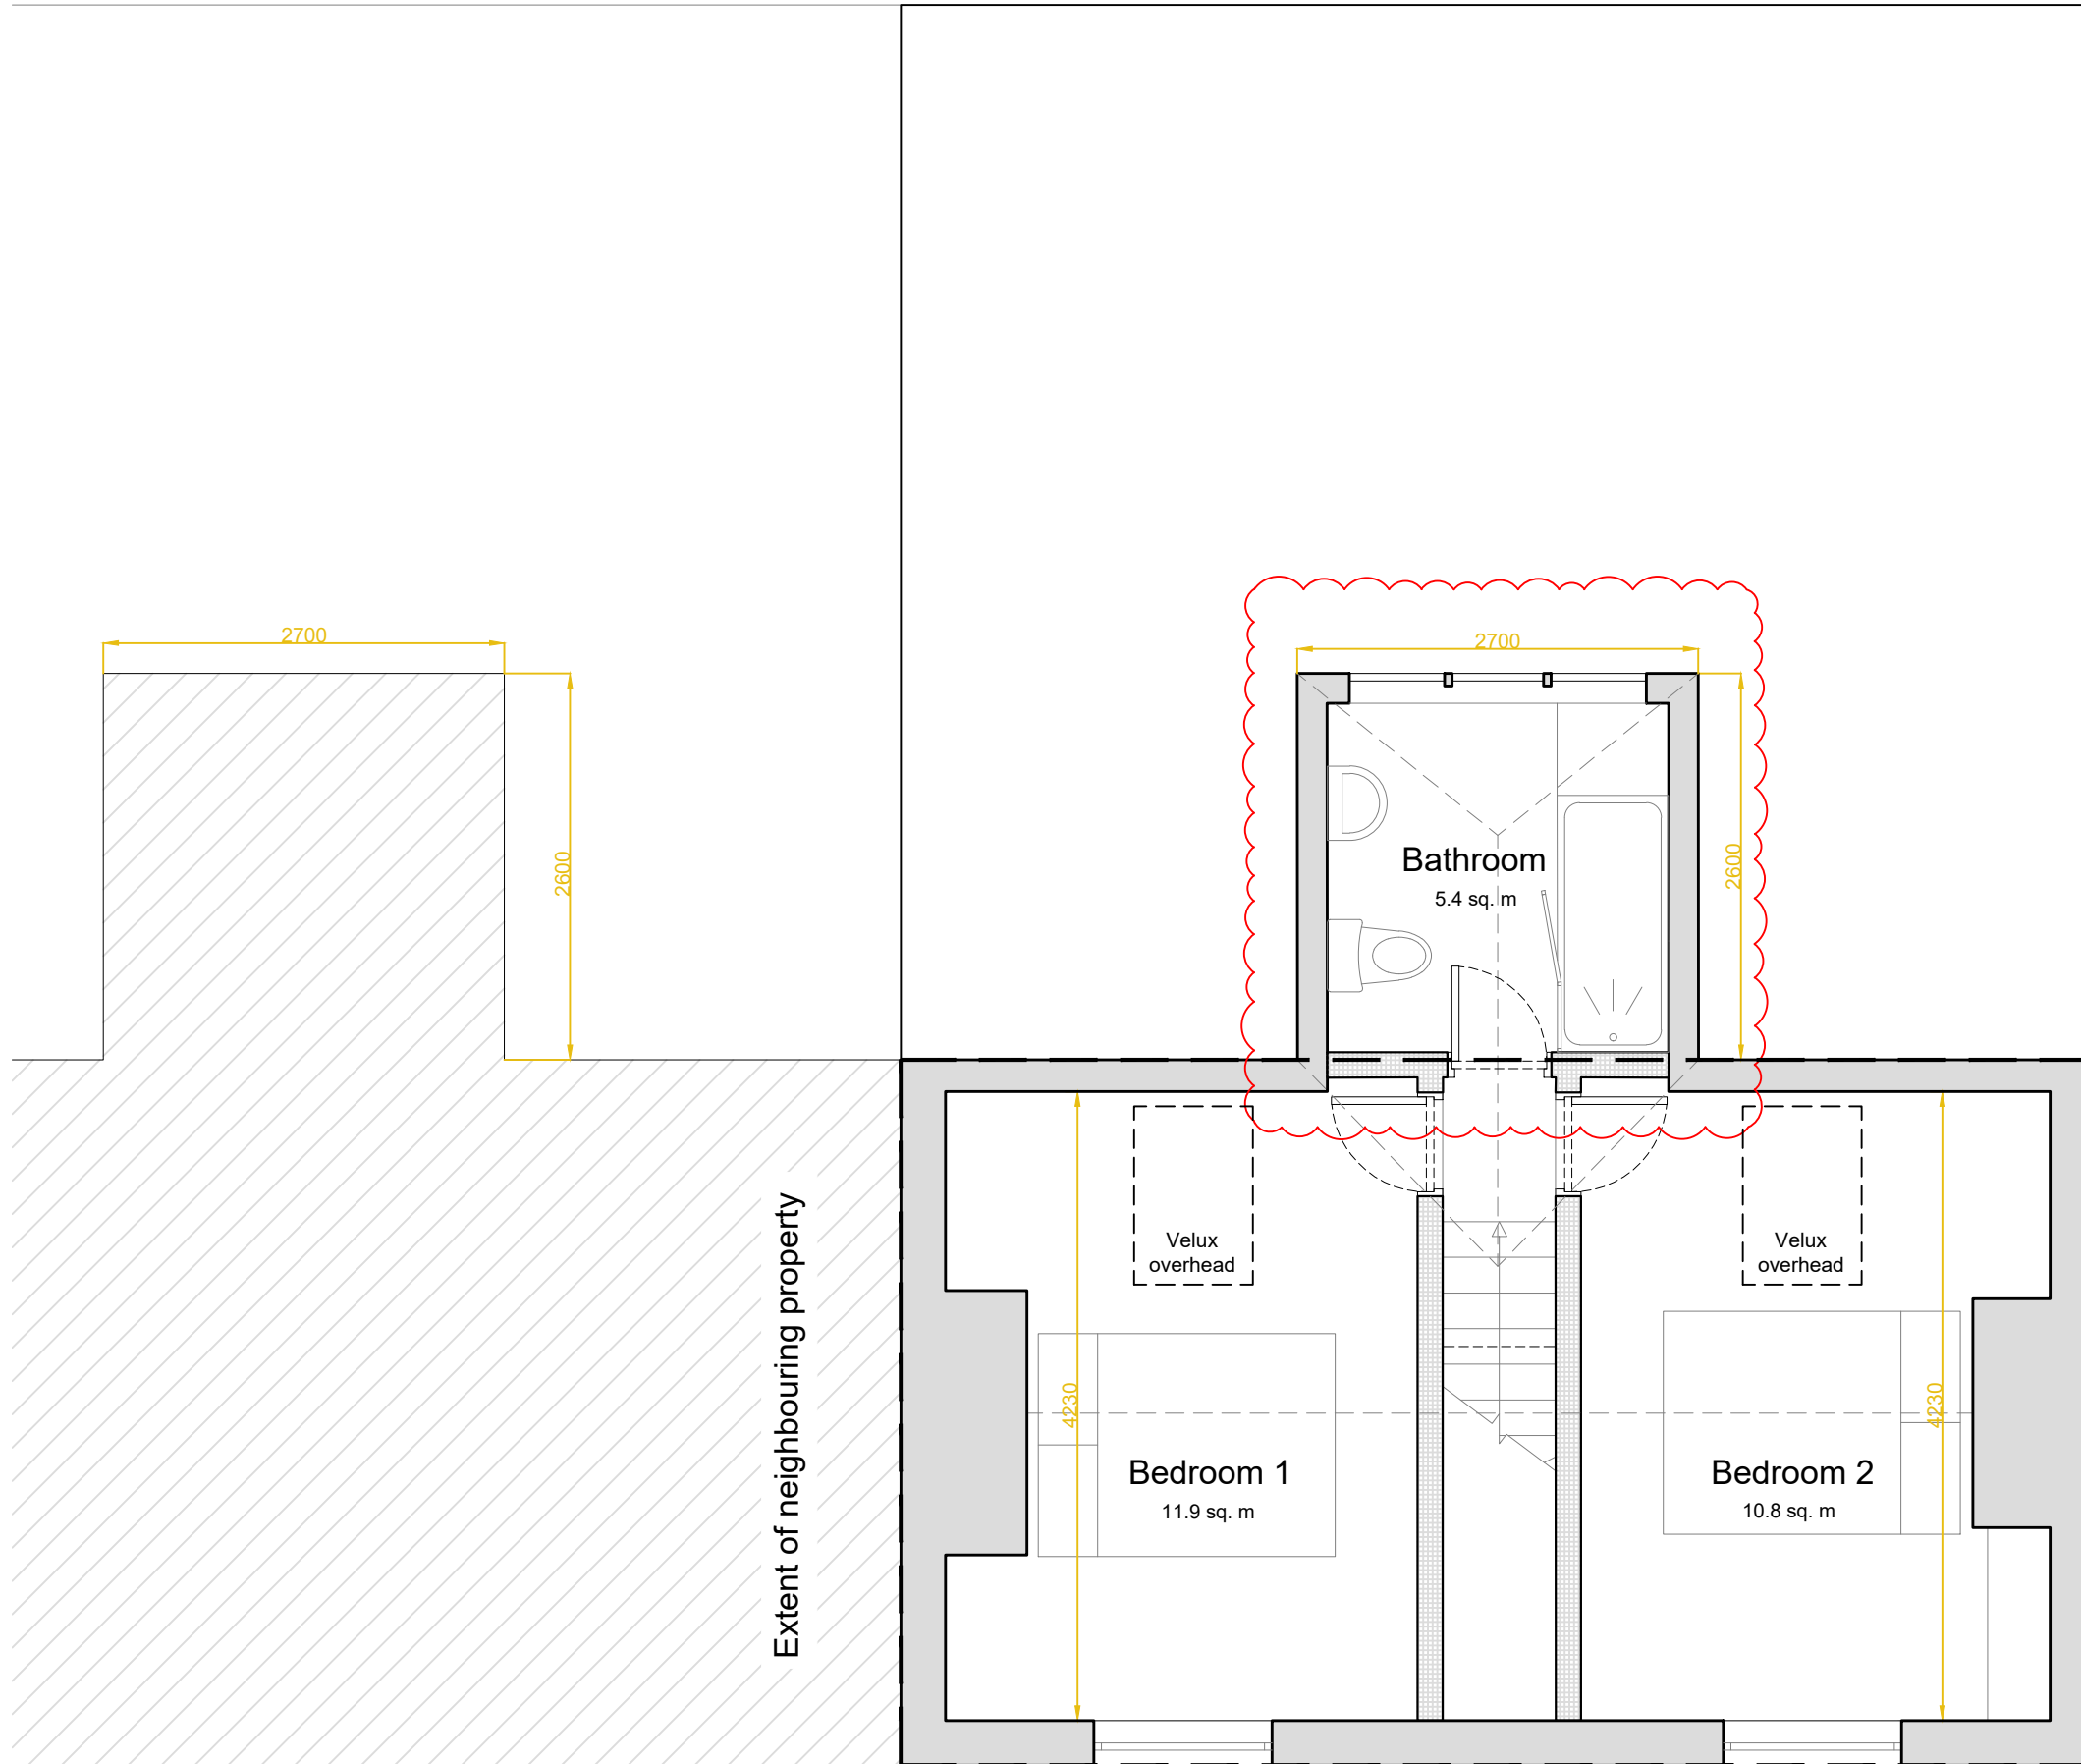 2700
2700
2600
2600
Bathroom
5.4 sq. m
Extent of neighbouring property
Velux
overhead
Velux
overhead
4230
4230
Bedroom 1
11.9 sq. m
Bedroom 2
10.8 sq. m